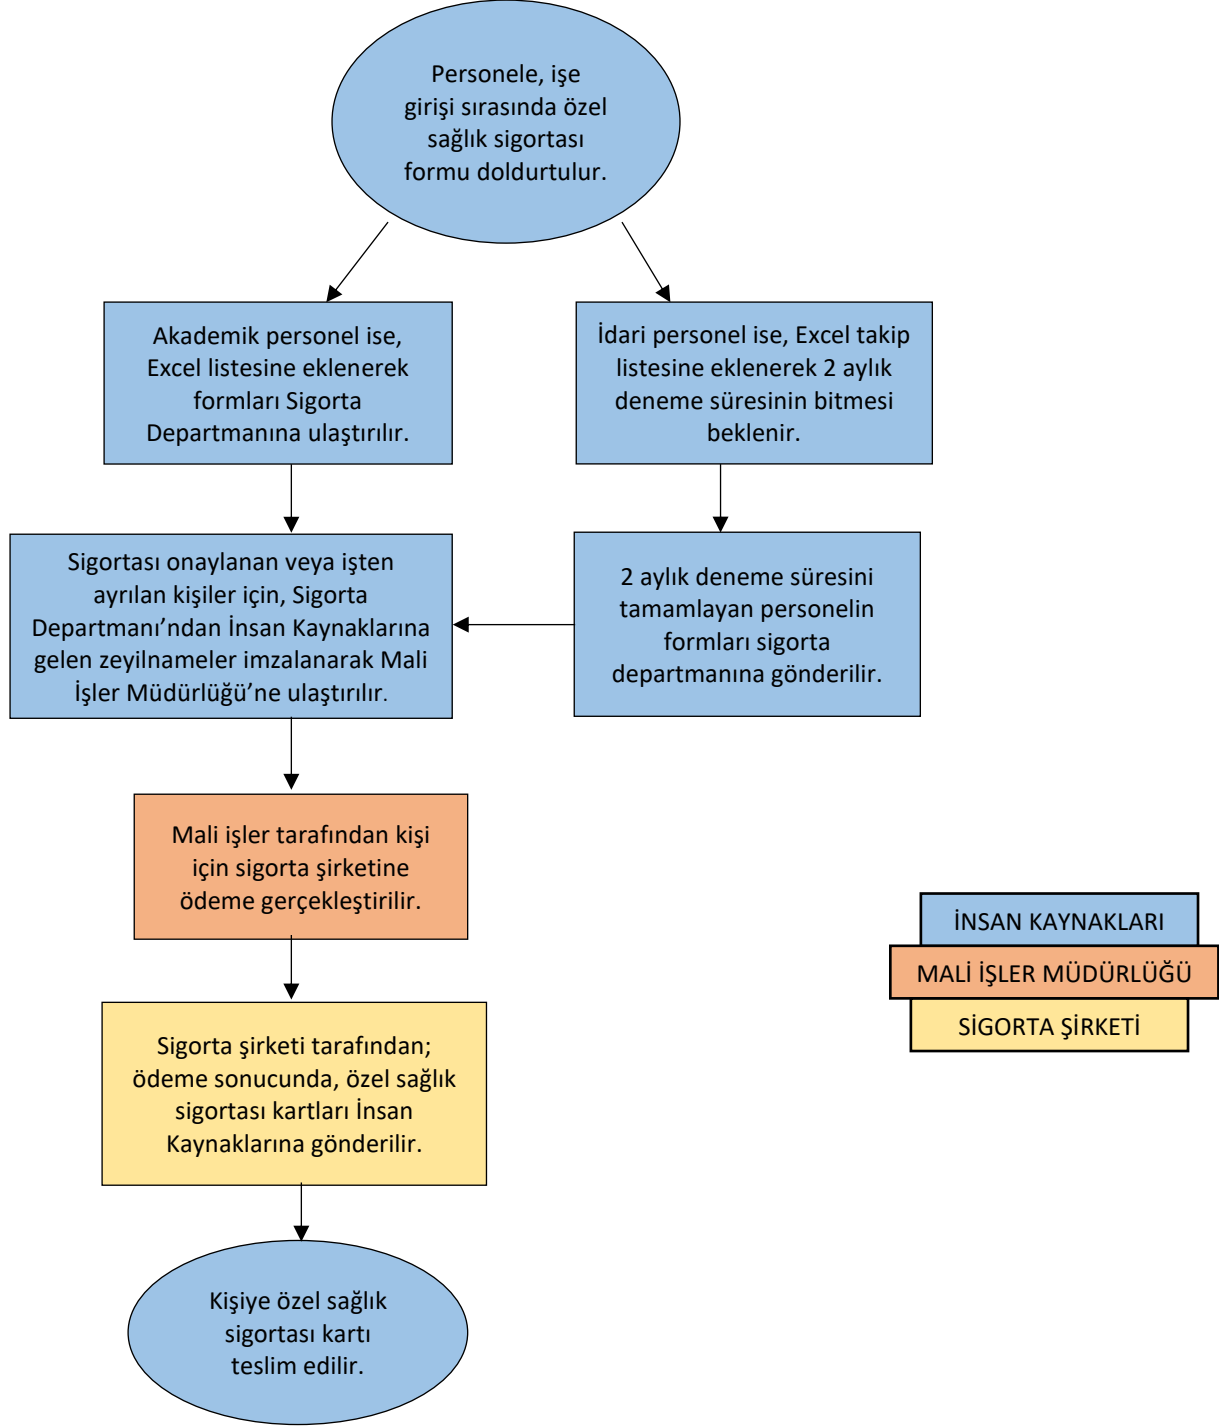 Personele, işe
girişi sırasında özel
sağlık sigortası
formu doldurtulur.
Akademik personel ise,
Excel listesine eklenerek
formları Sigorta
Departmanına ulaştırılır.
İdari personel ise, Excel takip
listesine eklenerek 2 aylık
deneme süresinin bitmesi
beklenir.
Sigortası onaylanan veya işten
ayrılan kişiler için, Sigorta
Departmanı’ndan İnsan Kaynaklarına
gelen zeyilnameler imzalanarak Mali
İşler Müdürlüğü’ne ulaştırılır.
2 aylık deneme süresini
tamamlayan personelin
formları sigorta
departmanına gönderilir.
Mali işler tarafından kişi
için sigorta şirketine
ödeme gerçekleştirilir.
İNSAN KAYNAKLARI
MALİ İŞLER MÜDÜRLÜĞÜ
SİGORTA ŞİRKETİ
Sigorta şirketi tarafından;
ödeme sonucunda, özel sağlık
sigortası kartları İnsan
Kaynaklarına gönderilir.
Kişiye özel sağlık
sigortası kartı
teslim edilir.